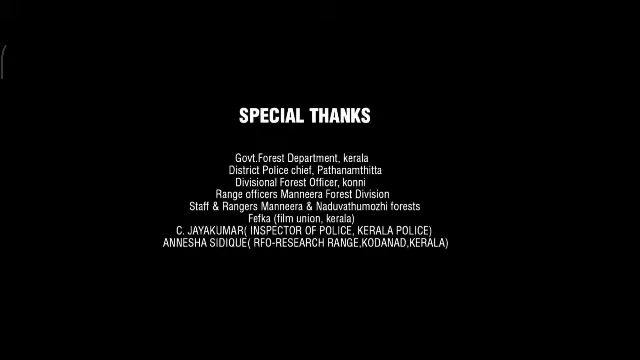 SPECIAL THANKS
Govt.Forest Department, kerala
District Police chief, Pathanamthitta
Divisional Forest Officer, konni
Range officers Manneera Forest Division
Staff & Rangers Manneera & Naduvathumozhi forests
Fefka (film union, kerala)
C. JAYAKUMAR( INSPECTOR OF POLICE, KERALA POLICE)
ANNESHA SIDIQUE( RFO-RESEARCH RANGE,KODANAD,KERALA)